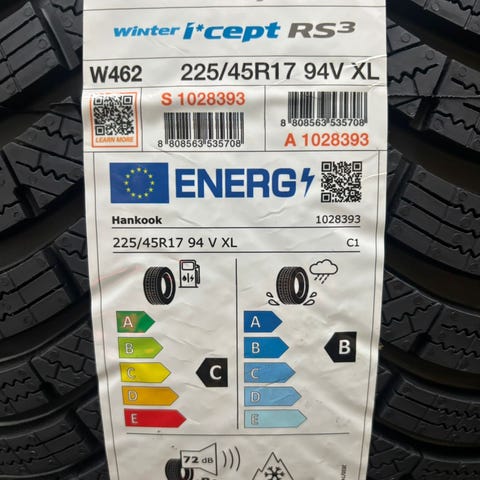 winter i*cept RS3
W462 225/45R17 94V XL
S 1028393
LEARN MORE
8 808563 535708
8 808563 535708
A 1028393
ENERG
Hankook 1028393
225/45R17 94 V XL C1
A
B
C
D
E
C
A
B
C
D
E
B
72 dB